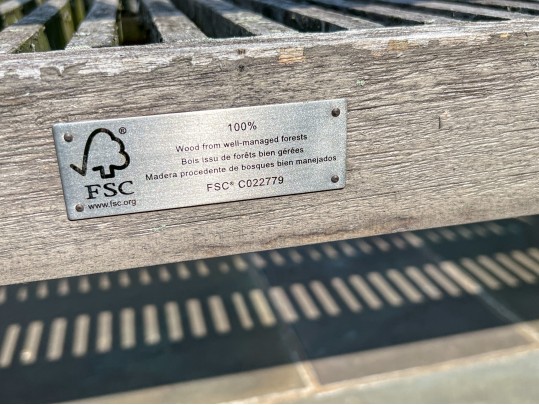 100%
Wood from well-managed forests
Bois issu de forêts bien gérées
Madera procedente de bosques bien manejados
FSC® C022779
®
FSC
www.fsc.org